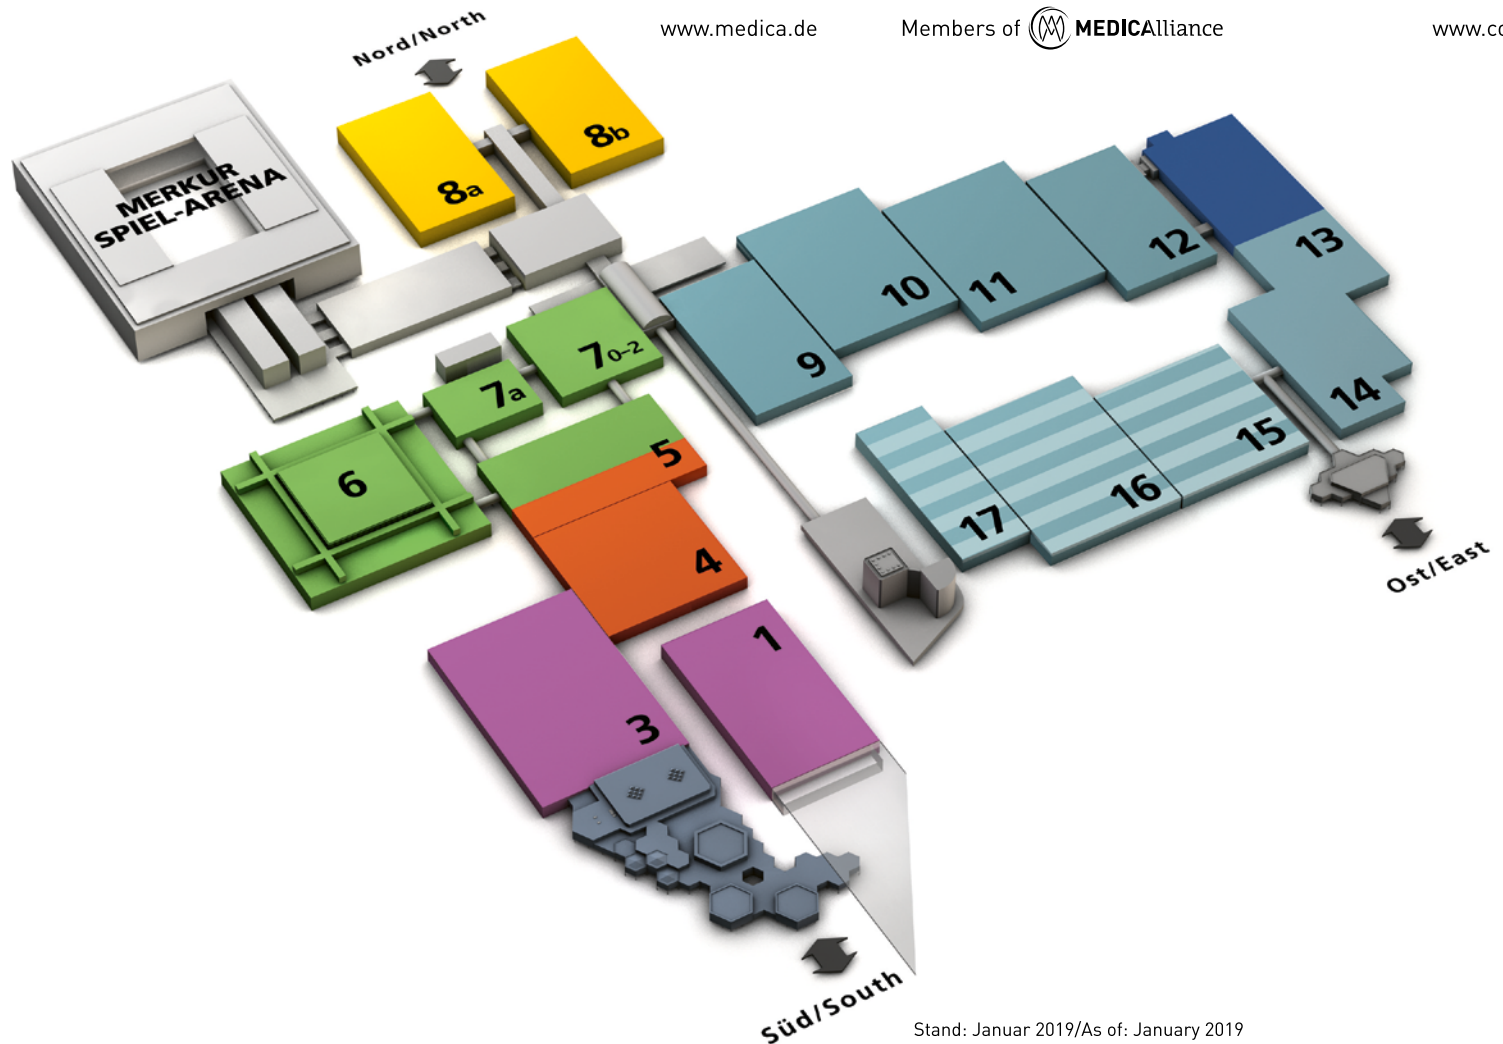 Nord/North
www.medica.de
Members of MEDICAlliance
www.co
8b
8a
MERKUR
SPIEL-ARENA
13
12
11
10
9
7 0–2
7a
14
15
16
17
5
6
4
1
3
Ost/East
Süd/South
Stand: Januar 2019/As of: January 2019